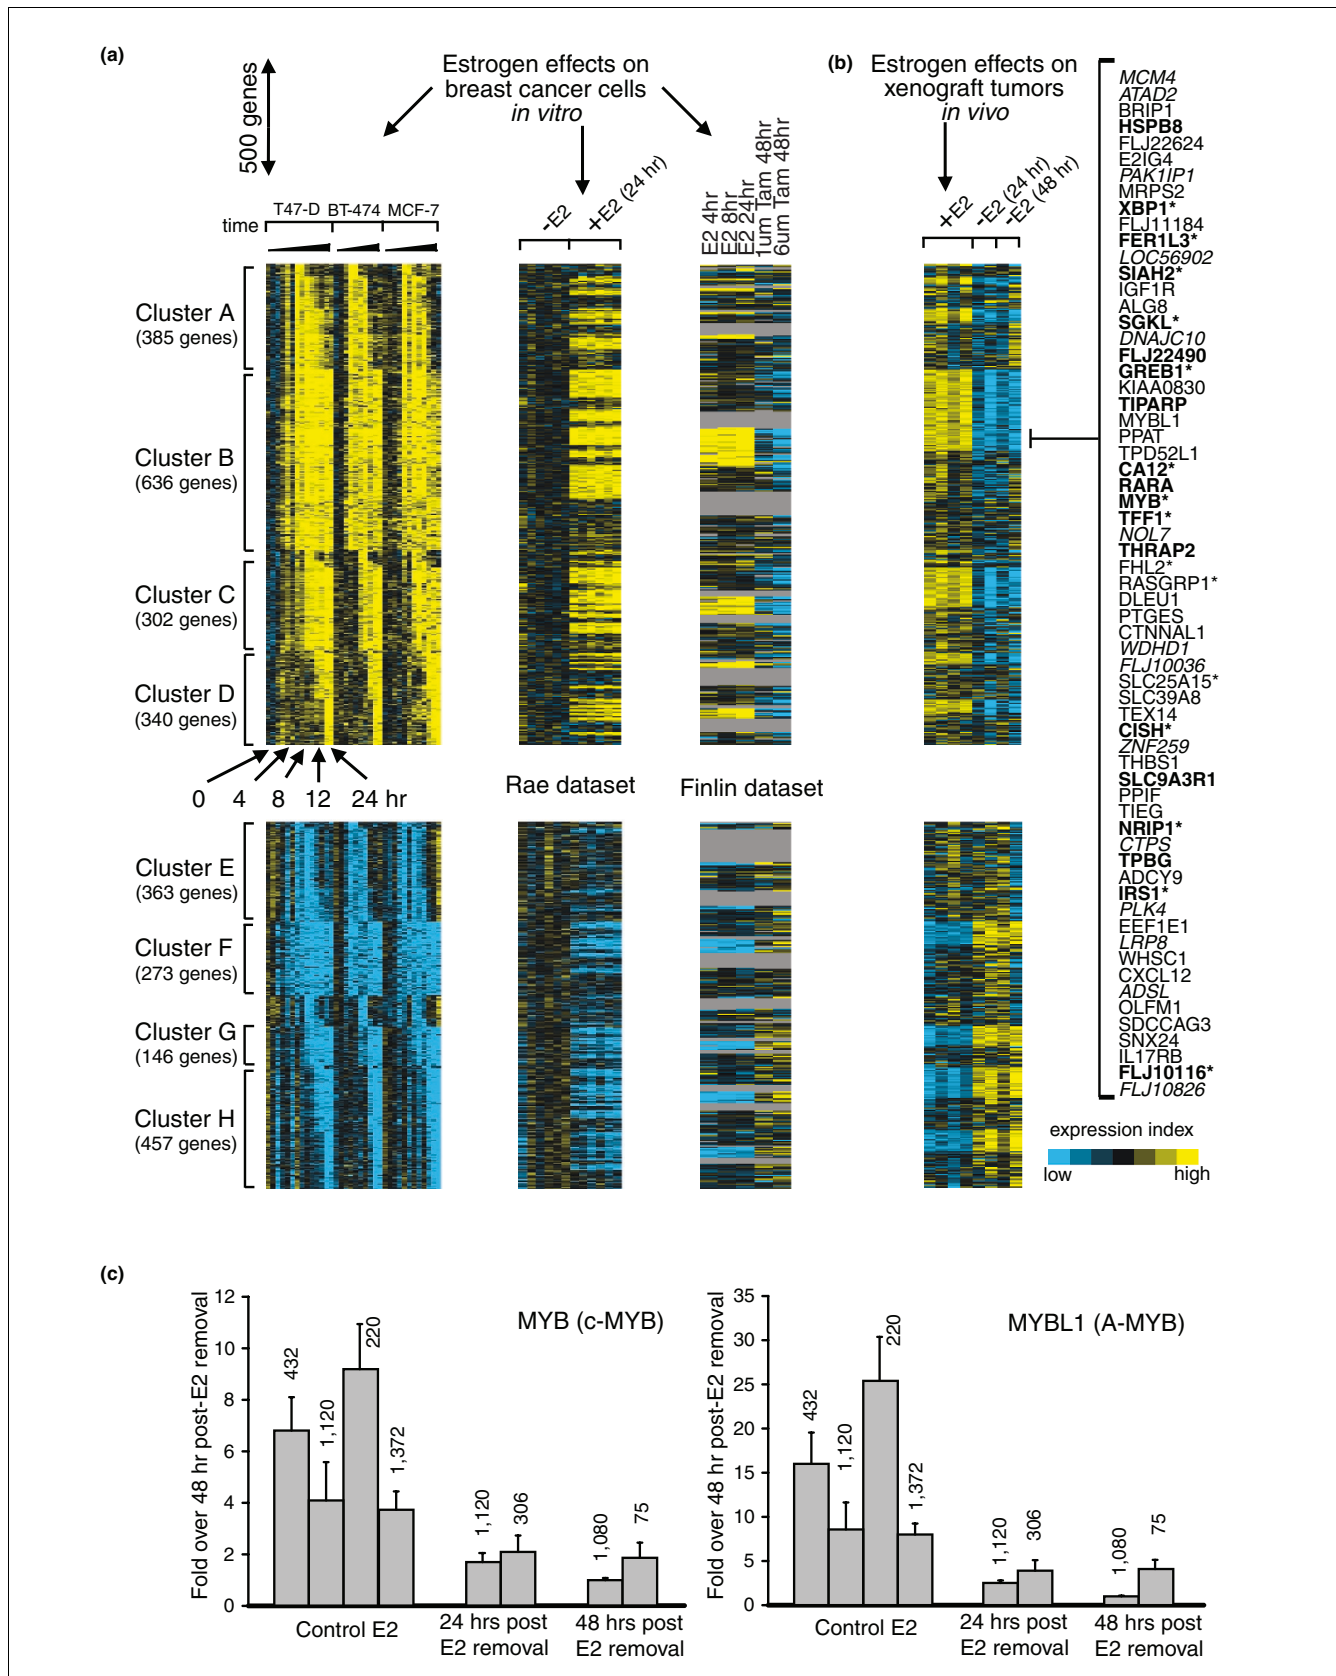 (a)
500 genes
Estrogen effects on
breast cancer cells
in vitro
(b)
Estrogen effects on
xenograft tumors
in vivo
time
T47-D
BT-474
MCF-7
-E2
+E2 (24 hr)
E2 4hr
E2 8hr
E2 24hr
1um Tam 48hr
6um Tam 48hr
+E2
-E2 (24 hr)
-E2 (48 hr)
Cluster A
(385 genes)
Cluster B
(636 genes)
Cluster C
(302 genes)
Cluster D
(340 genes)
0 4 8 12 24 hr
Rae dataset
Finlin dataset
Cluster E
(363 genes)
Cluster F
(273 genes)
Cluster G
(146 genes)
Cluster H
(457 genes)
MCM4
ATAD2
BRIP1
HSPB8
FLJ22624
E2IG4
PAK1IP1
MRPS2
XBP1*
FLJ11184
FER1L3*
LOC56902
SIAH2*
IGF1R
ALG8
SGKL*
DNAJC10
FLJ22490
GREB1*
KIAA0830
TIPARP
MYBL1
PPAT
TPD52L1
CA12*
RARA
MYB*
TFF1*
NOL7
THRAP2
FHL2*
RASGRP1*
DLEU1
PTGES
CTNNAL1
WDHD1
FLJ10036
SLC25A15*
SLC39A8
TEX14
CISH*
ZNF259
THBS1
SLC9A3R1
PPIF
TIEG
NRIP1*
CTPS
TPBG
ADCY9
IRS1*
PLK4
EEF1E1
LRP8
WHSC1
CXCL12
ADSL
OLFM1
SDCCAG3
SNX24
IL17RB
FLJ10116*
FLJ10826
expression index
low high
(c)
Fold over 48 hr post-E2 removal
12
10
8
6
4
2
0
MYB (c-MYB)
432
1,120
220
1,372
1,120
306
1,080
75
Control E2
24 hrs post
E2 removal
48 hrs post
E2 removal
Fold over 48 hr post-E2 removal
35
30
25
20
15
10
5
0
MYBL1 (A-MYB)
432
1,120
220
1,372
1,120
306
1,080
75
Control E2
24 hrs post
E2 removal
48 hrs post
E2 removal